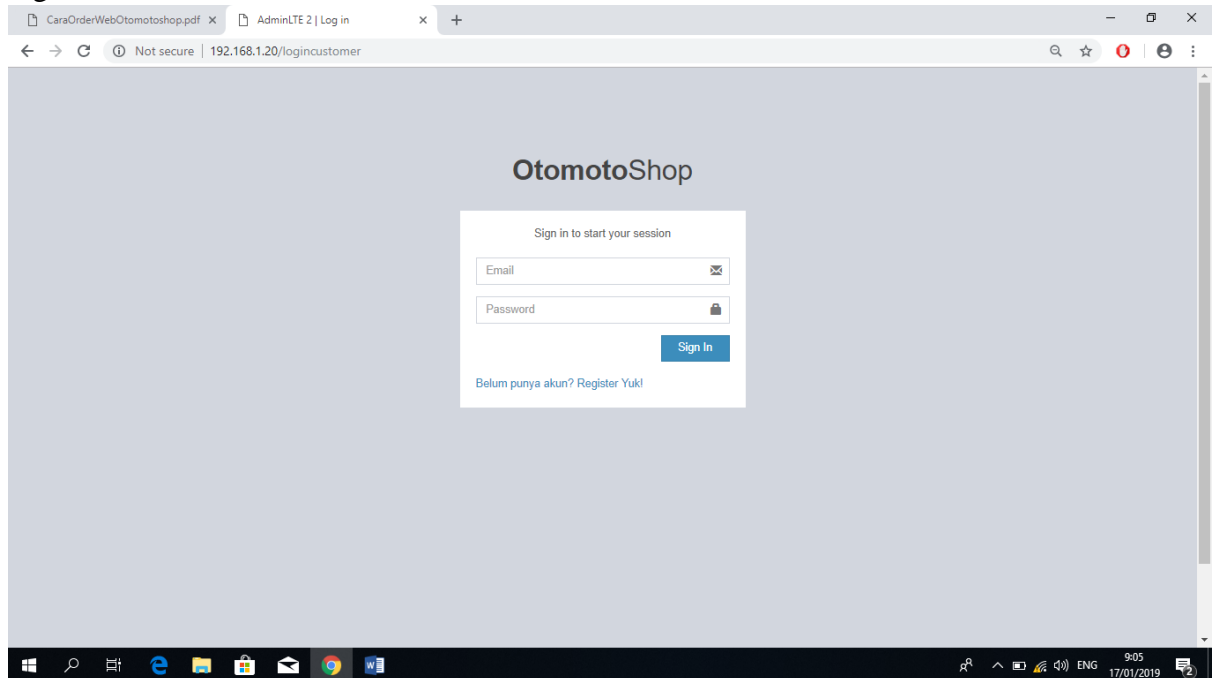 CaraOrderWebOtomotoshop.pdf
AdminLTE 2 | Log in
Not secure | 192.168.1.20/logincustomer
OtomotoShop
Sign in to start your session
Email
Password
Sign In
Belum punya akun? Register Yuk!
ENG
9:05
17/01/2019
2